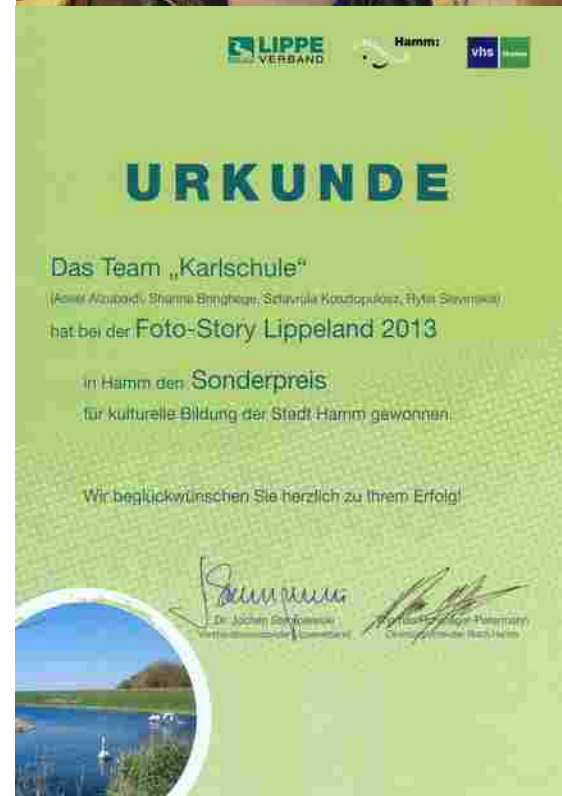 LIPPE
VERBAND
Hamm:
vhs
URKUNDE
Das Team „Karlschule“
hat bei der Foto-Story Lippeland 2013
in Hamm den Sonderpreis
für kulturelle Bildung der Stadt Hamm gewonnen.
Wir beglückwünschen Sie herzlich zu Ihrem Erfolg!
Dr. Jochen